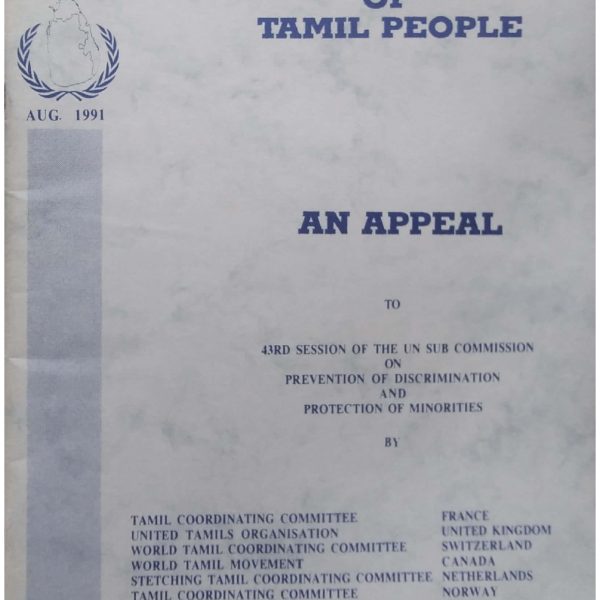 OF
TAMIL PEOPLE
AUG. 1991
AN APPEAL
TO
43RD SESSION OF THE UN SUB COMMISSION
ON
PREVENTION OF DISCRIMINATION
AND
PROTECTION OF MINORITIES
BY
TAMIL COORDINATING COMMITTEE FRANCE
UNITED TAMILS ORGANISATION UNITED KINGDOM
WORLD TAMIL COORDINATING COMMITTEE SWITZERLAND
WORLD TAMIL MOVEMENT CANADA
STETCHING TAMIL COORDINATING COMMITTEE NETHERLANDS
TAMIL COORDINATING COMMITTEE NORWAY